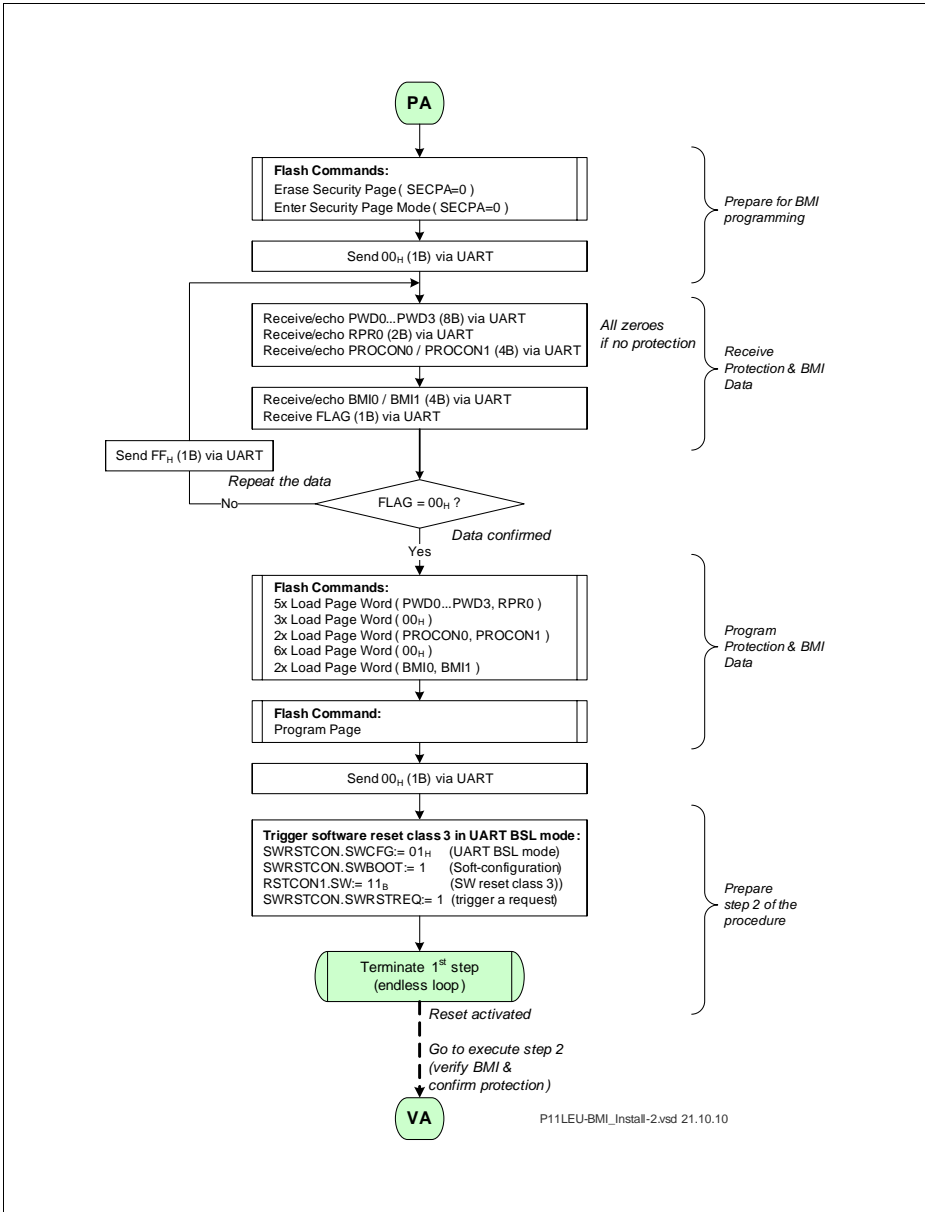 PA
Flash Commands:
Erase Security Page ( SECPA=0 )
Enter Security Page Mode ( SECPA=0 )
Prepare for BMI
programming
Send 00H (1B) via UART
Receive/echo PWD0...PWD3 (8B) via UART
Receive/echo RPR0 (2B) via UART
Receive/echo PROCON0 / PROCON1 (4B) via UART
All zeroes
if no protection
Receive
Protection & BMI
Data
Receive/echo BMI0 / BMI1 (4B) via UART
Receive FLAG (1B) via UART
Send FFH (1B) via UART
Repeat the data
No
FLAG = 00H ?
Data confirmed
Yes
Flash Commands:
5x Load Page Word ( PWD0...PWD3, RPR0 )
3x Load Page Word ( 00H )
2x Load Page Word ( PROCON0, PROCON1 )
6x Load Page Word ( 00H )
2x Load Page Word ( BMI0, BMI1 )
Program
Protection & BMI
Data
Flash Command:
Program Page
Send 00H (1B) via UART
Trigger software reset class 3 in UART BSL mode:
SWRSTCON.SWCFG:= 01H (UART BSL mode)
SWRSTCON.SWBOOT:= 1 (Soft-configuration)
RSTCON1.SW:= 11B (SW reset class 3))
SWRSTCON.SWRSTREQ:= 1 (trigger a request)
Prepare
step 2 of the
procedure
Terminate 1st step
(endless loop)
Reset activated
Go to execute step 2
(verify BMI &
confirm protection)
VA
P11LEU-BMI_Install-2.vsd 21.10.10